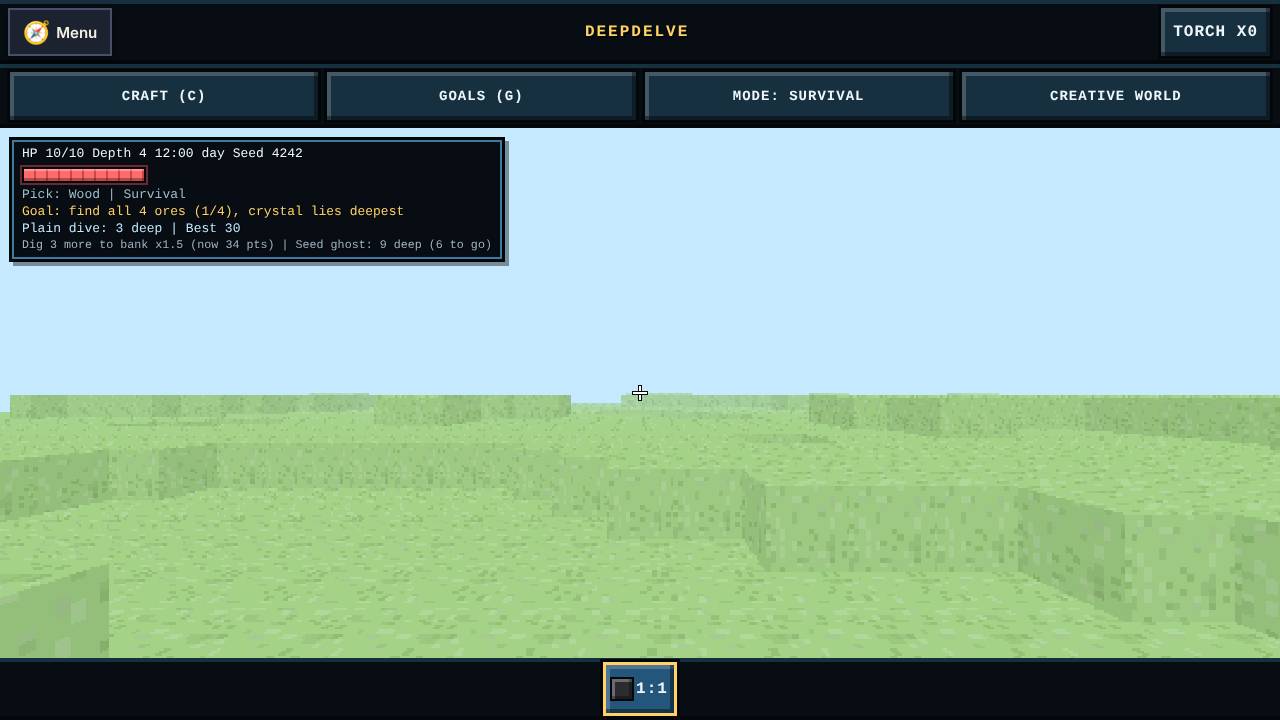 Menu
DEEPDELVE
TORCH X0
CRAFT (C)
GOALS (G)
MODE: SURVIVAL
CREATIVE WORLD
HP 10/10 Depth 4 12:00 day Seed 4242
Pick: Wood | Survival
Goal: find all 4 ores (1/4), crystal lies deepest
Plain dive: 3 deep | Best 30
Dig 3 more to bank x1.5 (now 34 pts) | Seed ghost: 9 deep (6 to go)
1:1